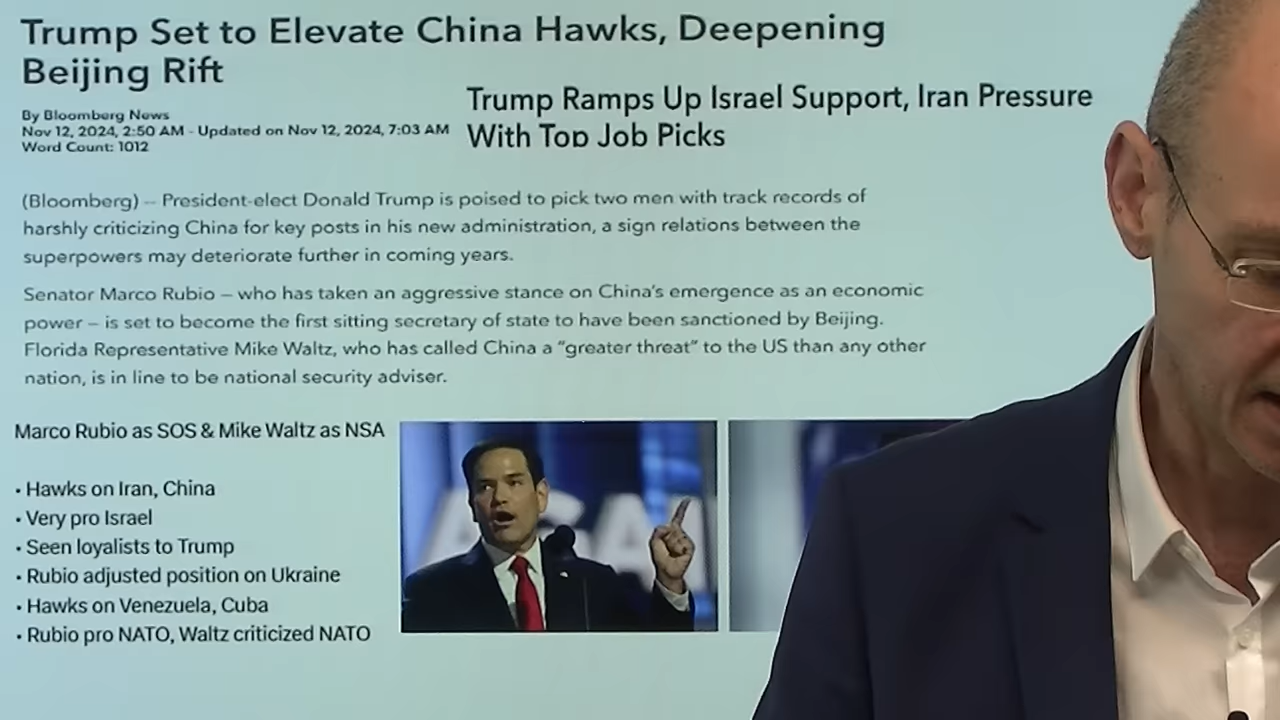 Trump Set to Elevate China Hawks, Deepening
Beijing Rift
By Bloomberg News
Nov 12, 2024, 2:50 AM - Updated on Nov 12, 2024, 7:03 AM
Word Count: 1012
Trump Ramps Up Israel Support, Iran Pressure
With Top Job Picks
(Bloomberg) -- President-elect Donald Trump is poised to pick two men with track records of
harshly criticizing China for key posts in his new administration, a sign relations between the
superpowers may deteriorate further in coming years.
Senator Marco Rubio – who has taken an aggressive stance on China's emergence as an economic
power – is set to become the first sitting secretary of state to have been sanctioned by Beijing.
Florida Representative Mike Waltz, who has called China a "greater threat" to the US than any other
nation, is in line to be national security adviser.
Marco Rubio as SOS & Mike Waltz as NSA
• Hawks on Iran, China
• Very pro Israel
• Seen loyalists to Trump
• Rubio adjusted position on Ukraine
• Hawks on Venezuela, Cuba
• Rubio pro NATO, Waltz criticized NATO